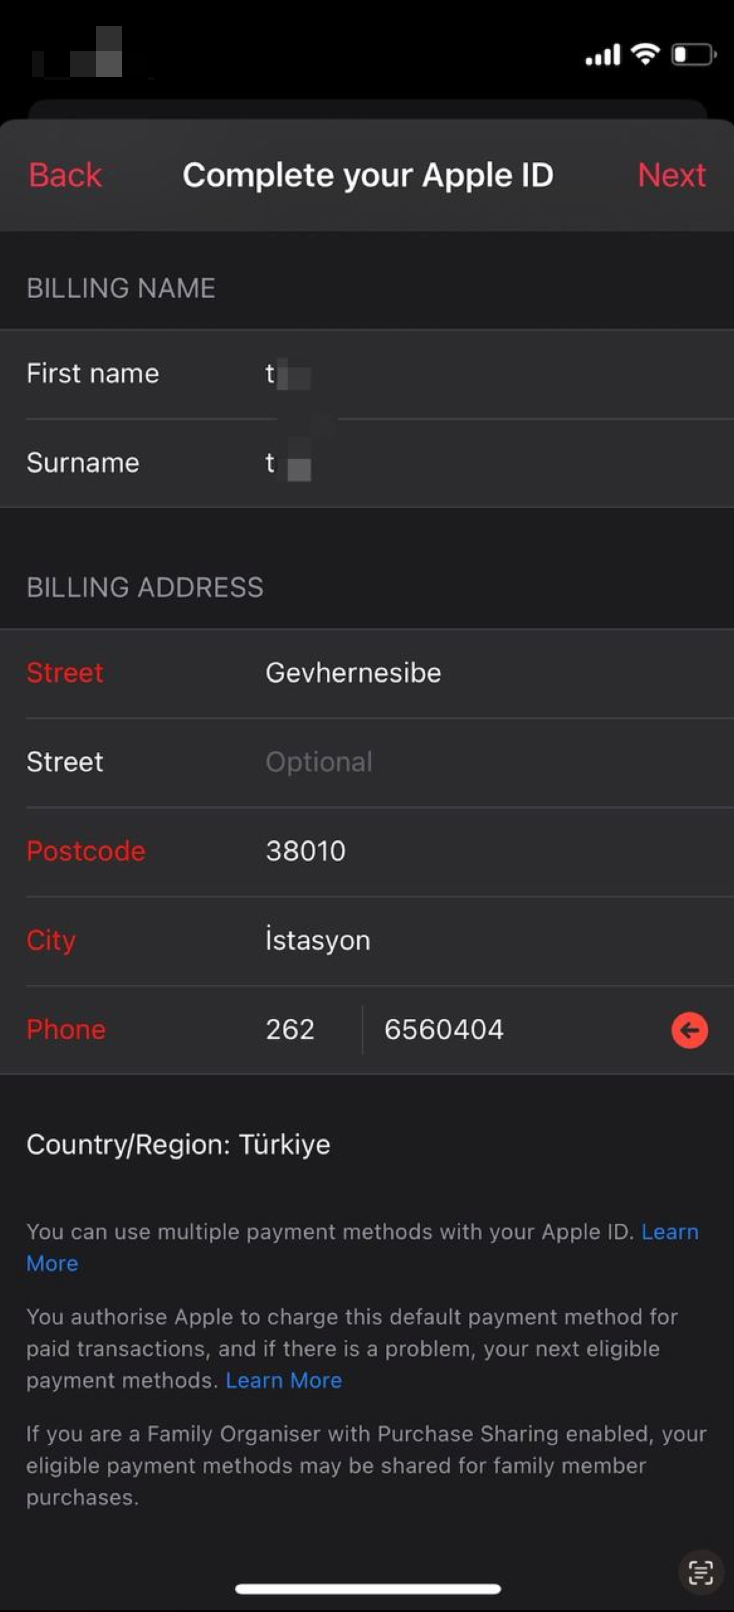 Back Complete your Apple ID Next
BILLING NAME
First name t
Surname t
BILLING ADDRESS
Street Gevhernesibe
Street Optional
Postcode 38010
City İstasyon
Phone 262 6560404
Country/Region: Türkiye
You can use multiple payment methods with your Apple ID. Learn
More
You authorise Apple to charge this default payment method for
paid transactions, and if there is a problem, your next eligible
payment methods. Learn More
If you are a Family Organiser with Purchase Sharing enabled, your
eligible payment methods may be shared for family member
purchases.